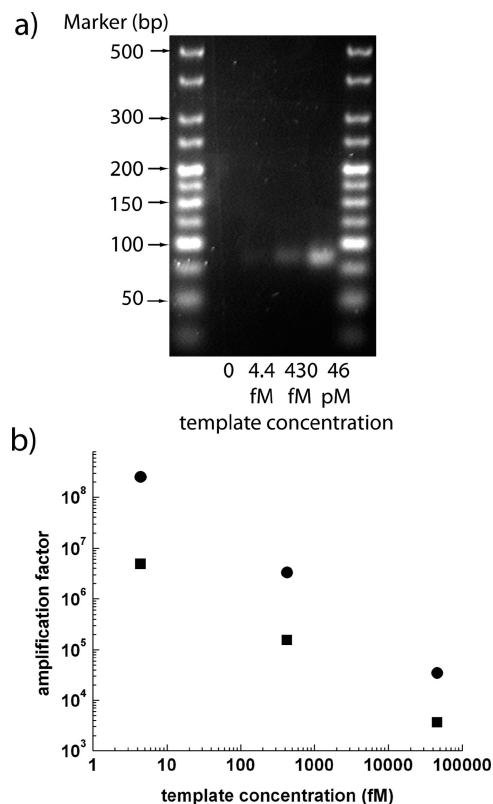 a)
Marker (bp)
500
300
200
150
100
50
0 4.4 430 46
fM fM pM
template concentration
b)
amplification factor
10⁸
10⁷
10⁶
10⁵
10⁴
10³
1 10 100 1000 10000 100000
template concentration (fM)